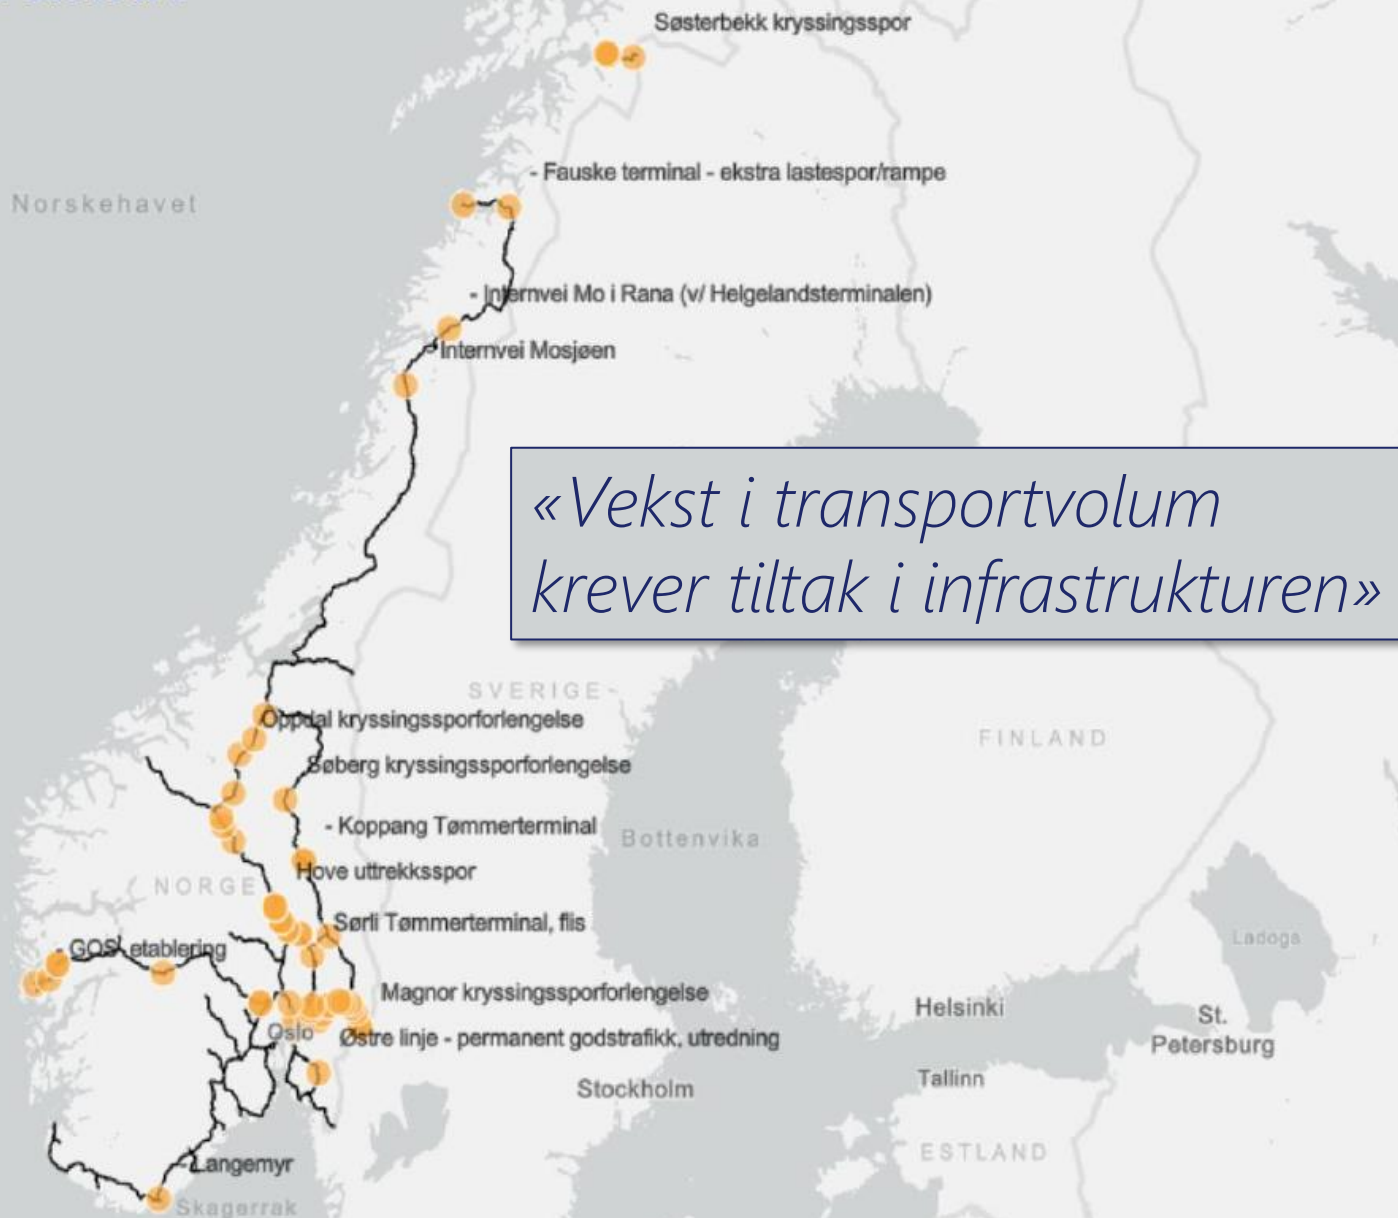 Søsterbekk kryssingsspor
- Fauske terminal - ekstra lastespor/rampe
Norskehavet
- Internvei Mo i Rana (v/ Helgelandsterminalen)
Internvei Mosjøen
«Vekst i transportvolum
krever tiltak i infrastrukturen»
SVERIGE
Oppdal kryssingssporforlengelse
FINLAND
Søberg kryssingssporforlengelse
- Koppang Tømmerterminal
Bottenvika
Hove uttrekksspor
NORGE
Sørli Tømmerterminal, flis
Ladoga
- GOS etablering
Magnor kryssingssporforlengelse
Helsinki
St.
Petersburg
Oslo
Østre linje - permanent godstrafikk, utredning
Tallinn
Stockholm
ESTLAND
- Langemyr
Skagerrak